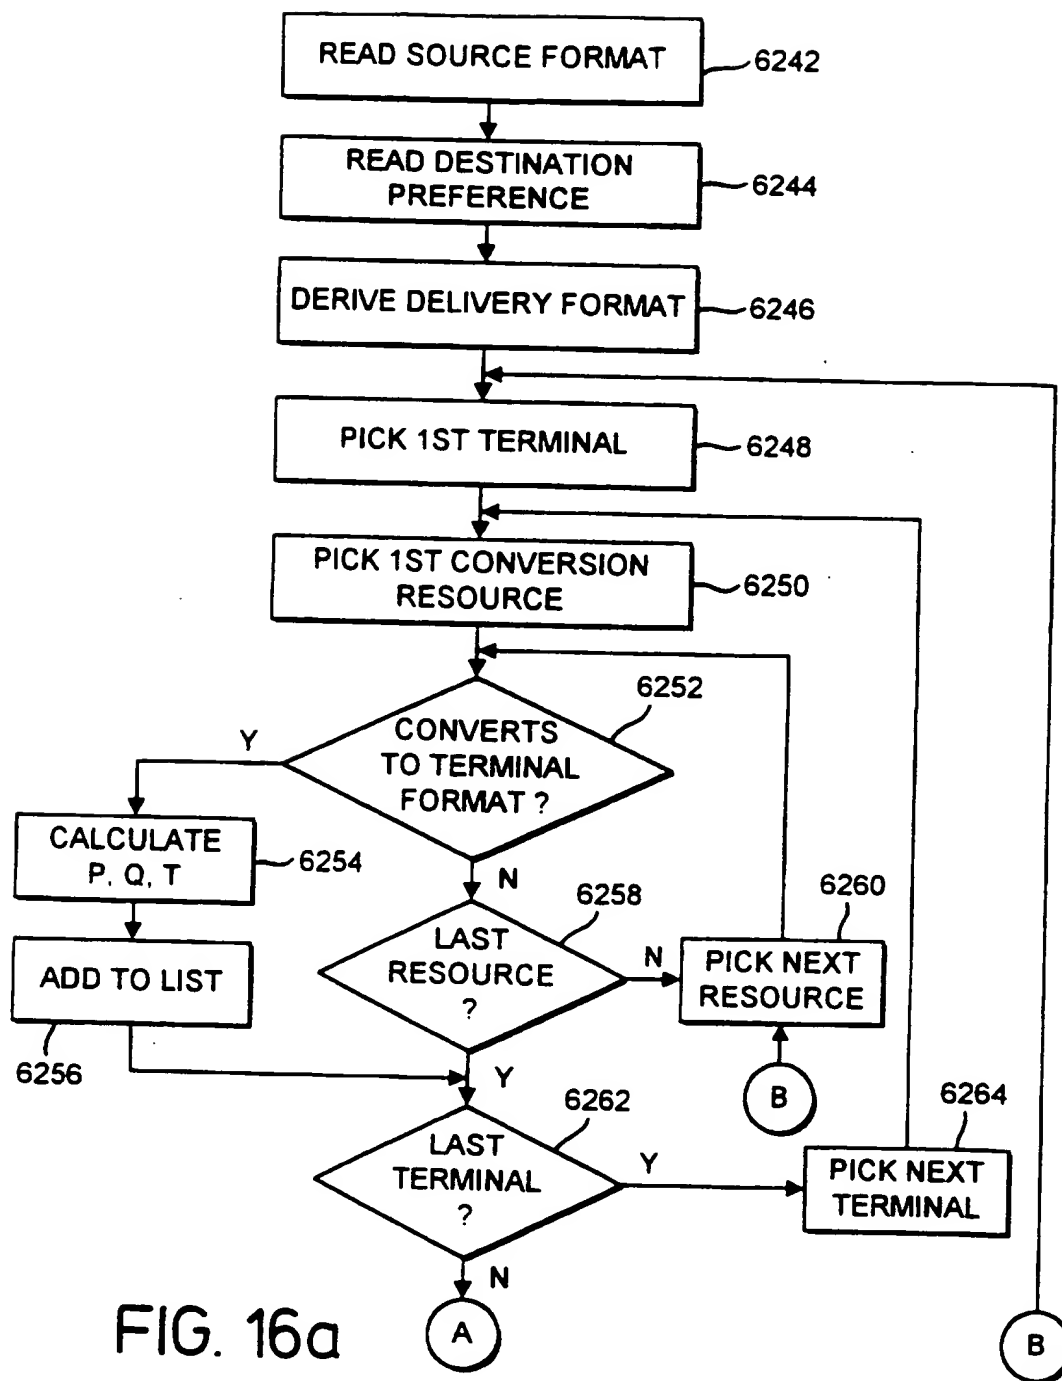 READ SOURCE FORMAT
6242
READ DESTINATION
PREFERENCE
6244
DERIVE DELIVERY FORMAT
6246
PICK 1ST TERMINAL
6248
PICK 1ST CONVERSION
RESOURCE
6250
6252
CONVERTS
TO TERMINAL
FORMAT ?
Y
CALCULATE
P, Q, T
6254
N
ADD TO LIST
6256
6258
LAST
RESOURCE
?
N
6260
PICK NEXT
RESOURCE
B
Y
6262
LAST
TERMINAL
?
Y
6264
PICK NEXT
TERMINAL
N
A
B
FIG. 16a